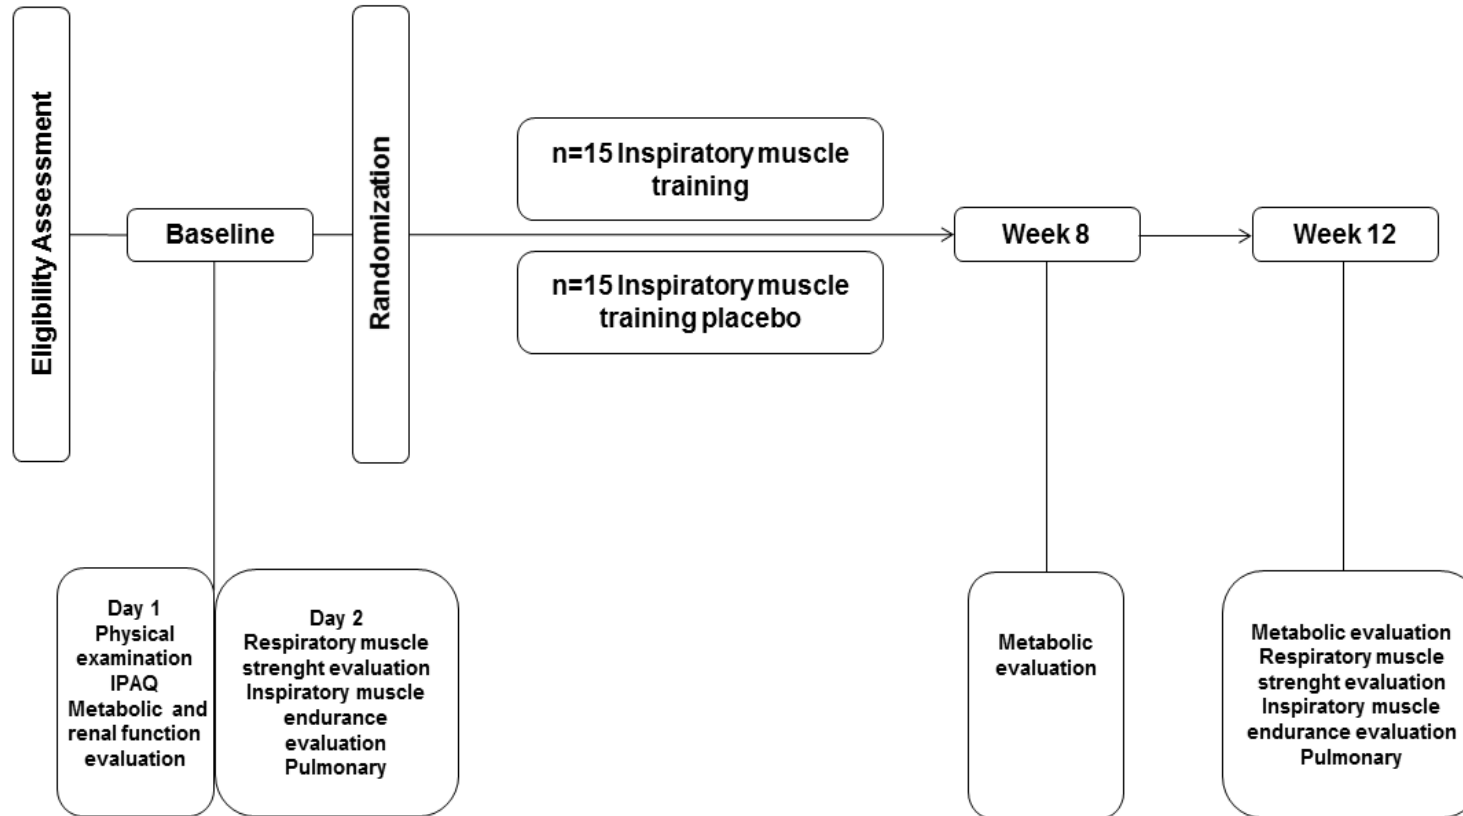 Eligibility Assessment
Baseline
Randomization
n=15 Inspiratory muscle
training
n=15 Inspiratory muscle
training placebo
Week 8
Week 12
Day 1
Physical
examination
IPAQ
Metabolic and
renal function
evaluation
Day 2
Respiratory muscle
strenght evaluation
Inspiratory muscle
endurance
evaluation
Pulmonary
Metabolic
evaluation
Metabolic evaluation
Respiratory muscle
strenght evaluation
Inspiratory muscle
endurance evaluation
Pulmonary